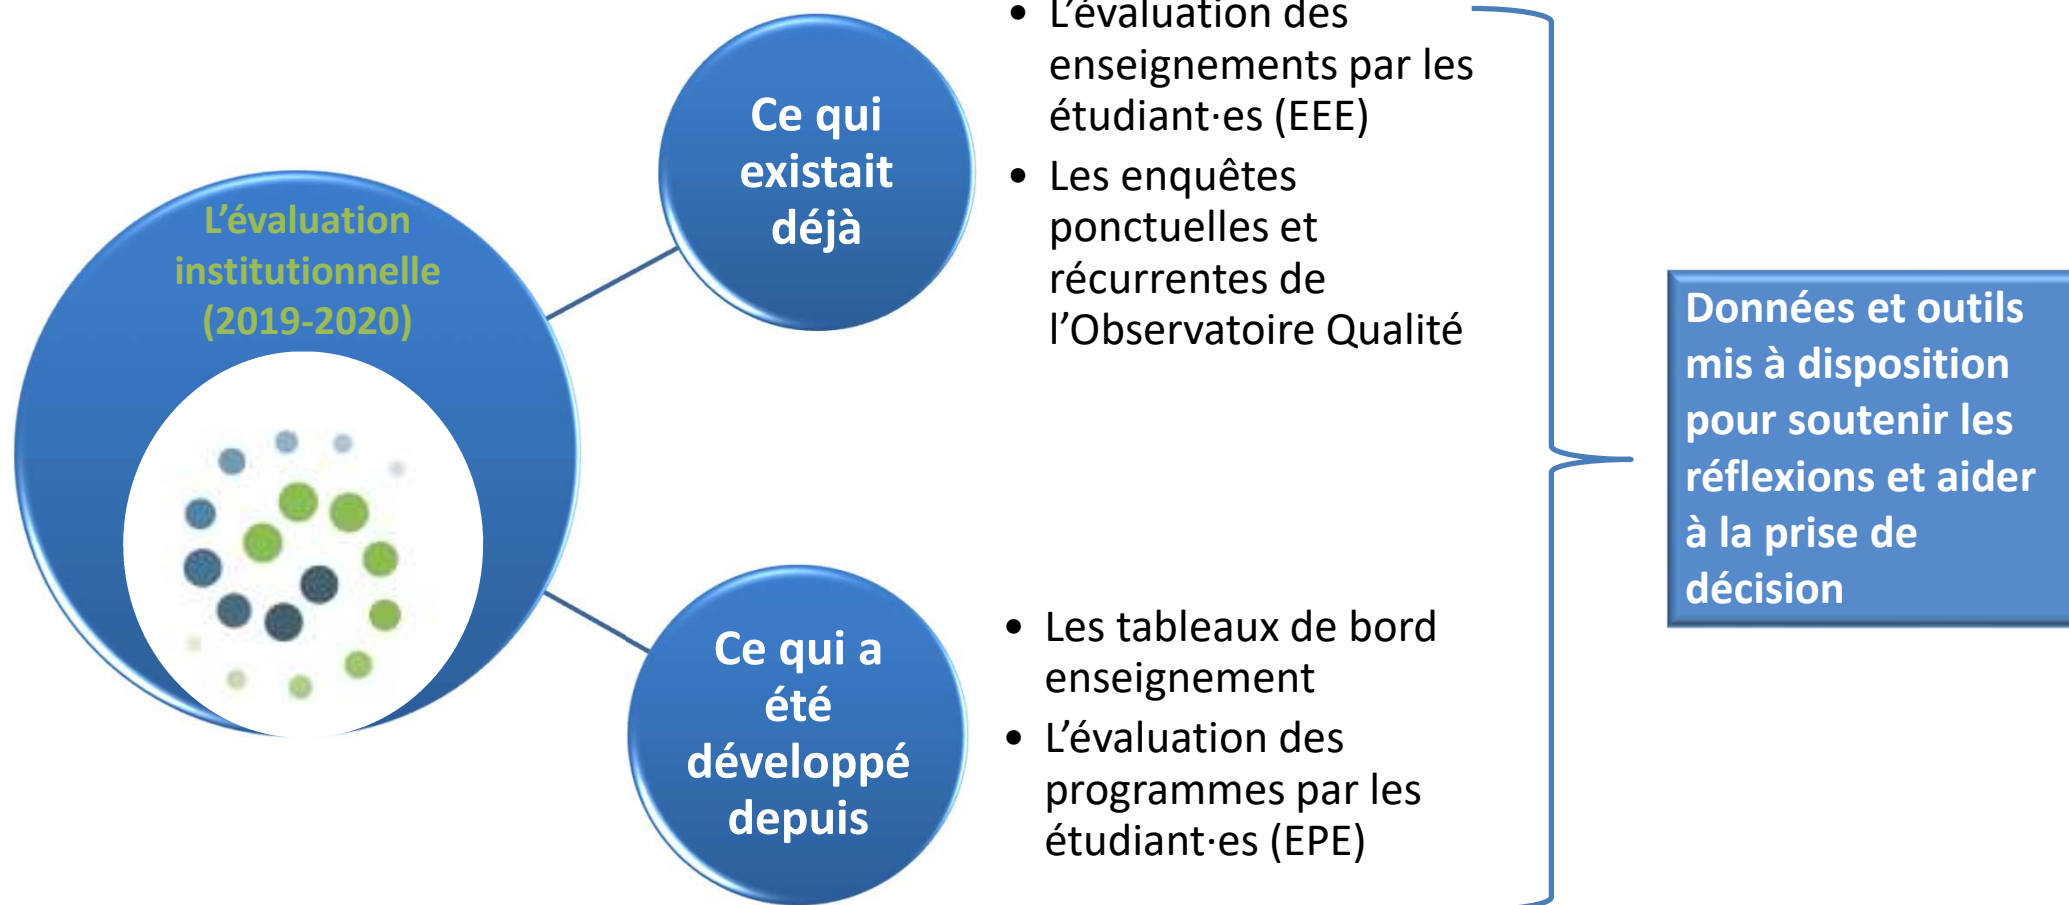 L'évaluation
institutionnelle
(2019-2020)
Ce qui
existait
déjà
• L'évaluation des
enseignements par les
étudiant·es (EEE)
• Les enquêtes
ponctuelles et
récurrentes de
l'Observatoire Qualité
Ce qui a
été
développé
depuis
• Les tableaux de bord
enseignement
• L'évaluation des
programmes par les
étudiant·es (EPE)
Données et outils
mis à disposition
pour soutenir les
réflexions et aider
à la prise de
décision